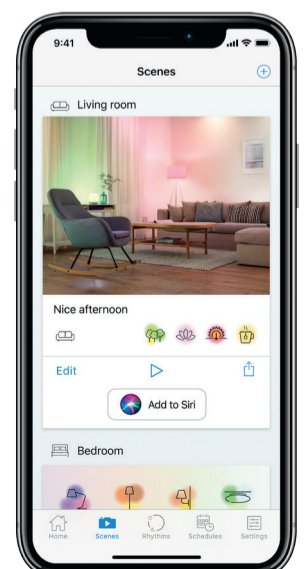 9:41
Scenes
Living room
Nice afternoon
Edit
Add to Siri
Bedroom
Home Scenes Rhythms Schedules Settings